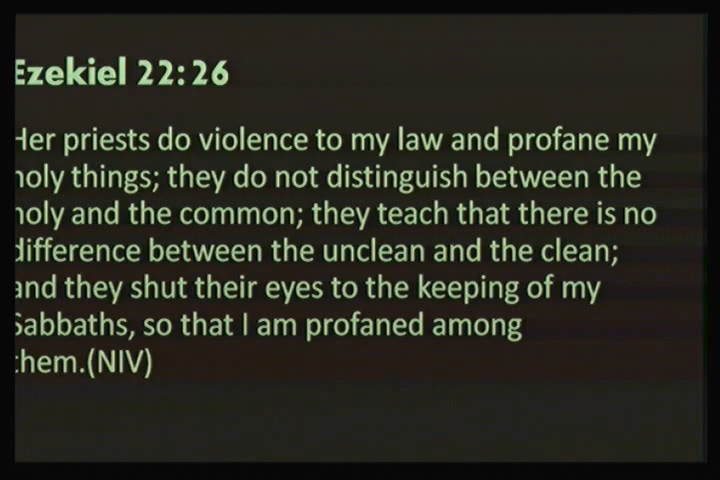 Ezekiel 22:26
Her priests do violence to my law and profane my
holy things; they do not distinguish between the
holy and the common; they teach that there is no
difference between the unclean and the clean;
and they shut their eyes to the keeping of my
Sabbaths, so that I am profaned among
them.(NIV)